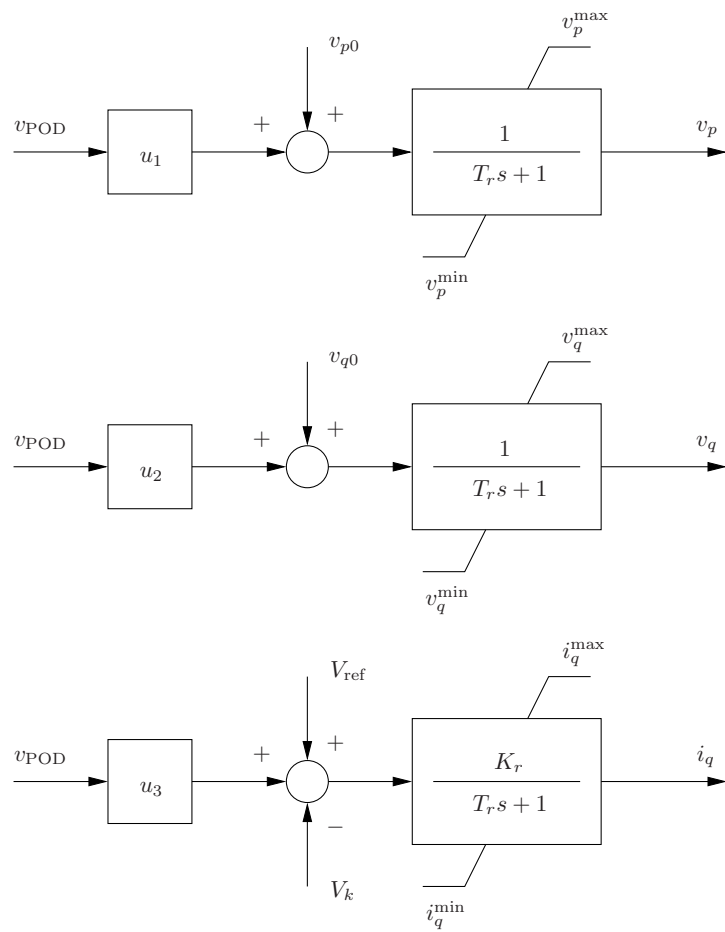 v_p^max
v_p0
v_POD
+
+
u_1
1
T_r s + 1
v_p
v_p^min
v_q^max
v_q0
v_POD
+
+
u_2
1
T_r s + 1
v_q
v_q^min
i_q^max
V_ref
v_POD
+
+
u_3
K_r
T_r s + 1
i_q
−
V_k
i_q^min